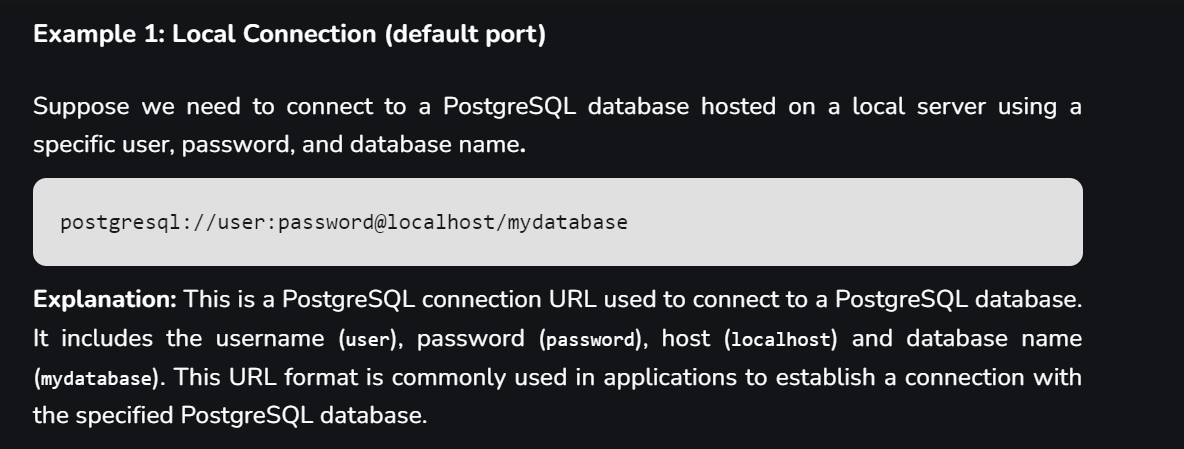 Example 1: Local Connection (default port)
Suppose we need to connect to a PostgreSQL database hosted on a local server using a
specific user, password, and database name.
postgresql://user:password@localhost/mydatabase
Explanation: This is a PostgreSQL connection URL used to connect to a PostgreSQL database.
It includes the username (user), password (password), host (localhost) and database name
(mydatabase). This URL format is commonly used in applications to establish a connection with
the specified PostgreSQL database.